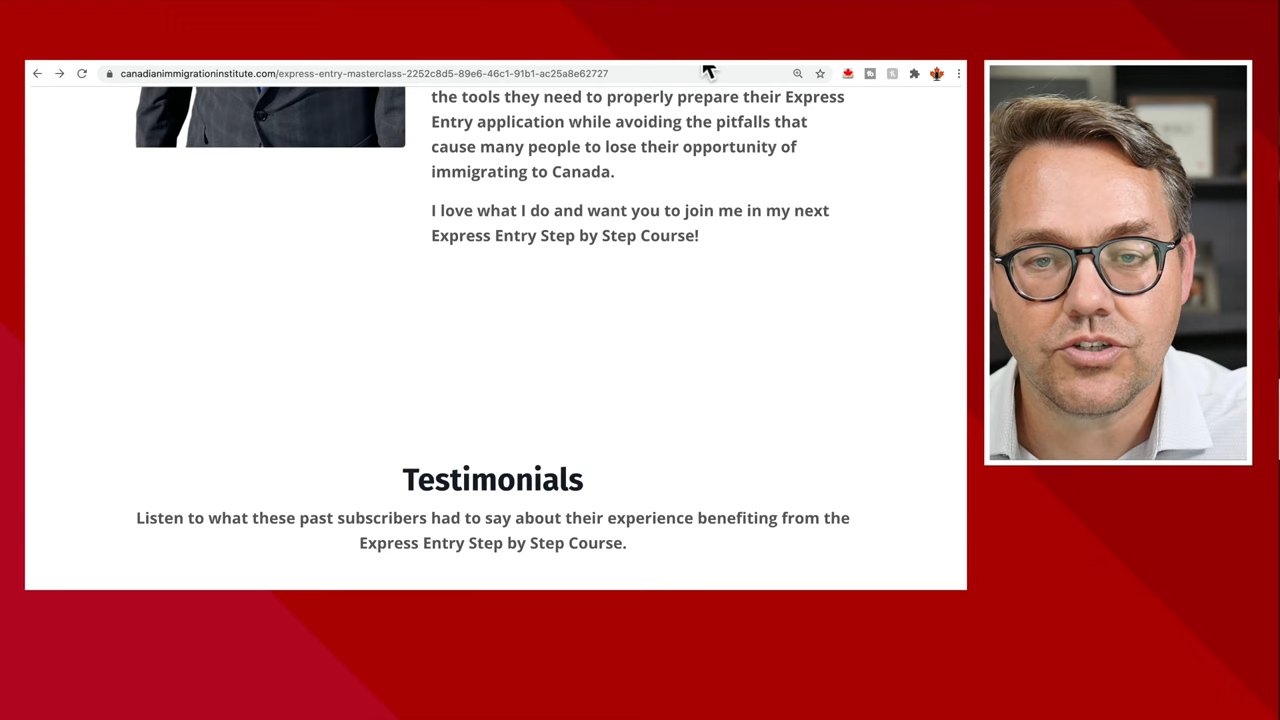 canadianimmigrationinstitute.com/express-entry-masterclass-2252c8d5-89e6-46c1-91b1-ac25a8e62727
the tools they need to properly prepare their Express
Entry application while avoiding the pitfalls that
cause many people to lose their opportunity of
immigrating to Canada.
I love what I do and want you to join me in my next
Express Entry Step by Step Course!
Testimonials
Listen to what these past subscribers had to say about their experience benefiting from the
Express Entry Step by Step Course.